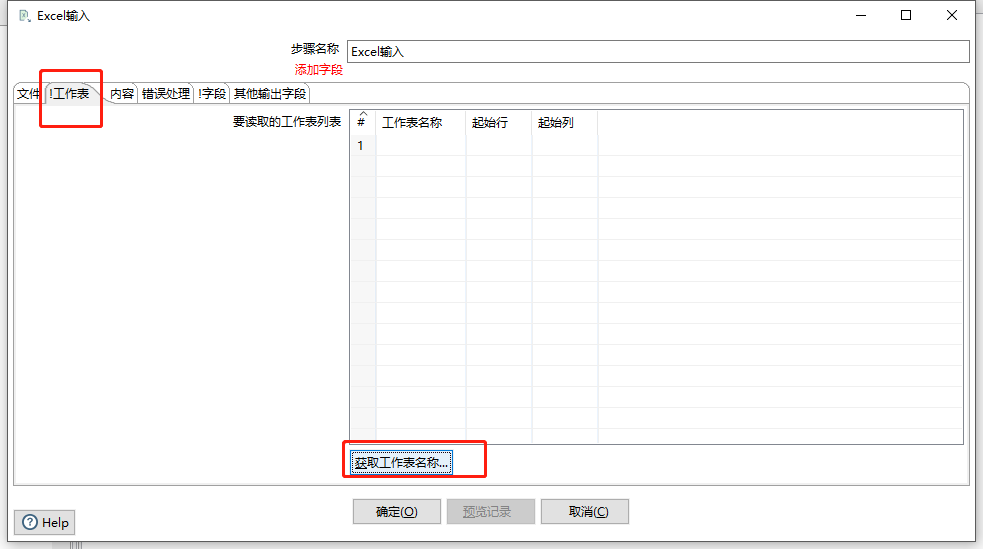 Excel输入
步骤名称 Excel输入
添加字段
文件 !工作表 内容 错误处理 !字段 其他输出字段
要读取的工作表列表 # 工作表名称 起始行 起始列
1
获取工作表名称...
确定(O) 预览记录 取消(C)
Help